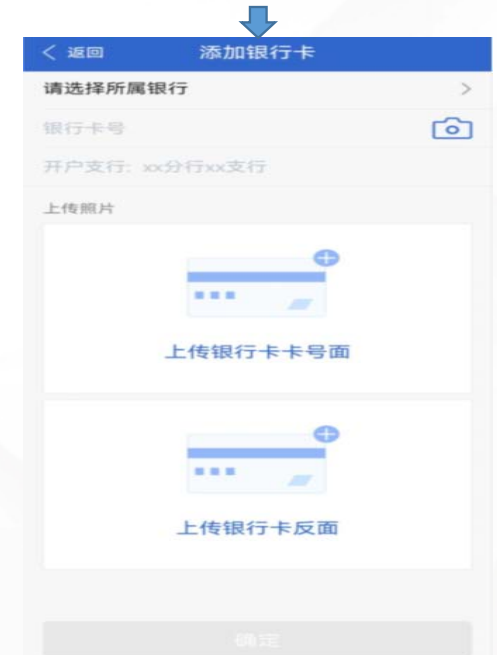 返回 添加银行卡
请选择所属银行
银行卡号
开户支行: xx分行xx支行
上传照片
上传银行卡卡号面
上传银行卡反面
确定